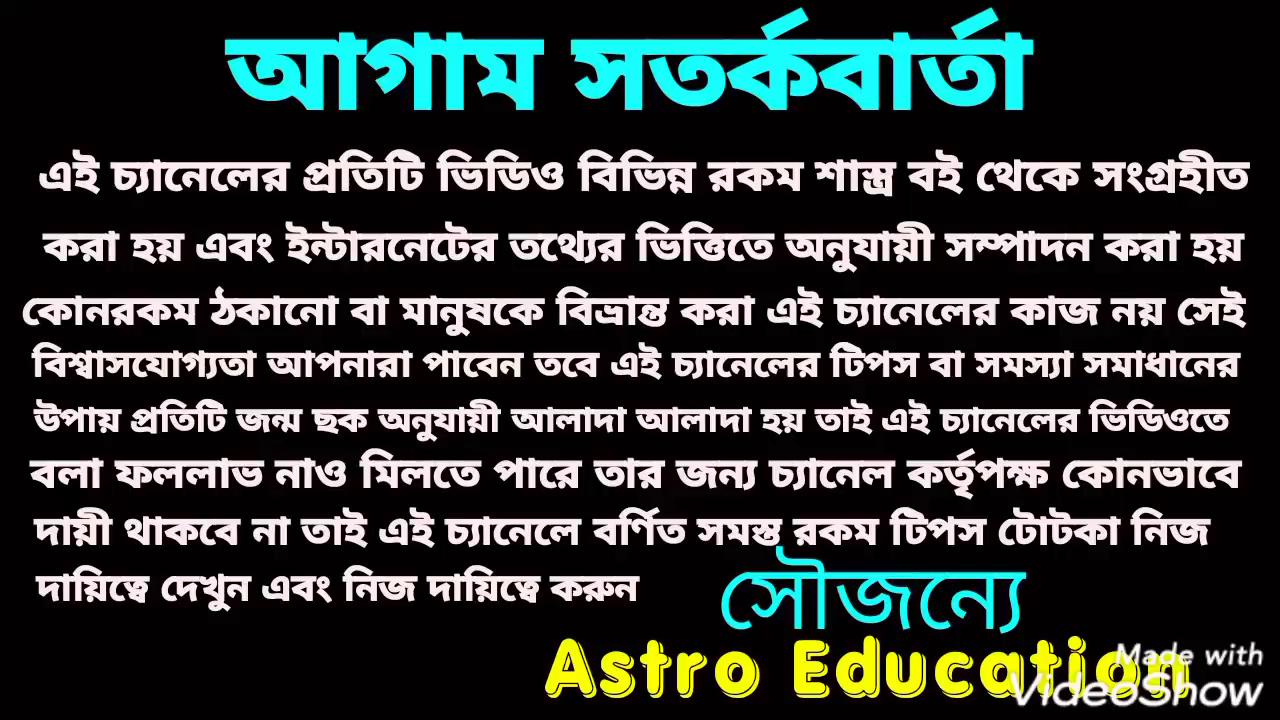 আগাম সতর্কবার্তা
এই চ্যানেলের প্রতিটি ভিডিও বিভিন্ন রকম শাস্ত্র বই থেকে সংগ্রহীত
করা হয় এবং ইন্টারনেটের তথ্যের ভিত্তিতে অনুযায়ী সম্পাদন করা হয়
কোনরকম ঠকানো বা মানুষকে বিভ্রান্ত করা এই চ্যানেলের কাজ নয় সেই
বিশ্বাসযোগ্যতা আপনারা পাবেন তবে এই চ্যানেলের টিপস বা সমস্যা সমাধানের
উপায় প্রতিটি জন্ম ছক অনুযায়ী আলাদা আলাদা হয় তাই এই চ্যানেলের ভিডিওতে
বলা ফললাভ নাও মিলতে পারে তার জন্য চ্যানেল কর্তৃপক্ষ কোনভাবে
দায়ী থাকবে না তাই এই চ্যানেলে বর্ণিত সমস্ত রকম টিপস টোটকা নিজ
দায়িত্বে দেখুন এবং নিজ দায়িত্বে করুন
সৌজন্যে
Astro Education
Made with
VideoShow